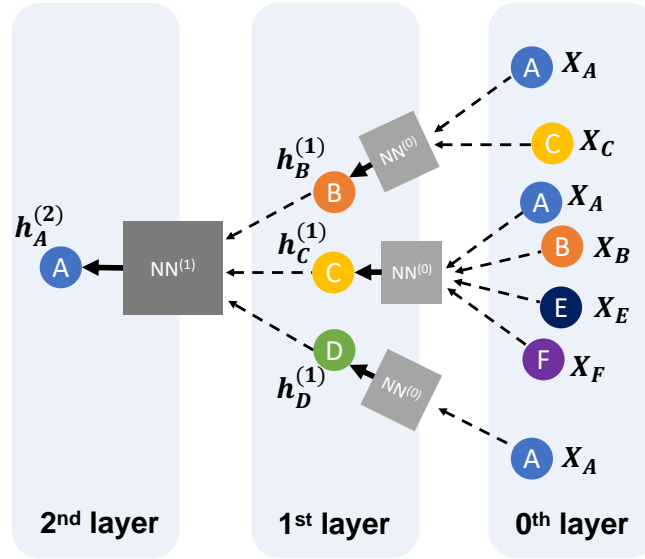 A X_A
C X_C
NN⁽⁰⁾
h_B^{(1)}
B
A X_A
h_A^{(2)}
h_C^{(1)}
B X_B
A
NN⁽¹⁾
C
NN⁽⁰⁾
E X_E
D
F X_F
h_D^{(1)}
NN⁽⁰⁾
A X_A
2ⁿᵈ layer
1ˢᵗ layer
0ᵗʰ layer